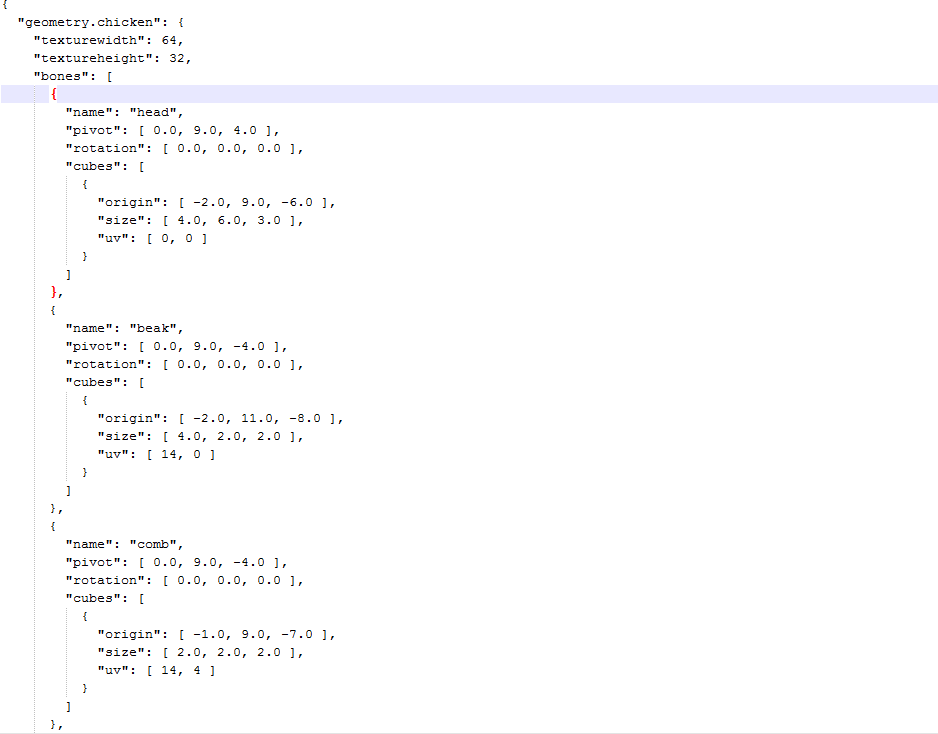 {
  "geometry.chicken": {
    "texturewidth": 64,
    "textureheight": 32,
    "bones": [
      {
        "name": "head",
        "pivot": [ 0.0, 9.0, 4.0 ],
        "rotation": [ 0.0, 0.0, 0.0 ],
        "cubes": [
          {
            "origin": [ -2.0, 9.0, -6.0 ],
            "size": [ 4.0, 6.0, 3.0 ],
            "uv": [ 0, 0 ]
          }
        ]
      },
      {
        "name": "beak",
        "pivot": [ 0.0, 9.0, -4.0 ],
        "rotation": [ 0.0, 0.0, 0.0 ],
        "cubes": [
          {
            "origin": [ -2.0, 11.0, -8.0 ],
            "size": [ 4.0, 2.0, 2.0 ],
            "uv": [ 14, 0 ]
          }
        ]
      },
      {
        "name": "comb",
        "pivot": [ 0.0, 9.0, -4.0 ],
        "rotation": [ 0.0, 0.0, 0.0 ],
        "cubes": [
          {
            "origin": [ -1.0, 9.0, -7.0 ],
            "size": [ 2.0, 2.0, 2.0 ],
            "uv": [ 14, 4 ]
          }
        ]
      },